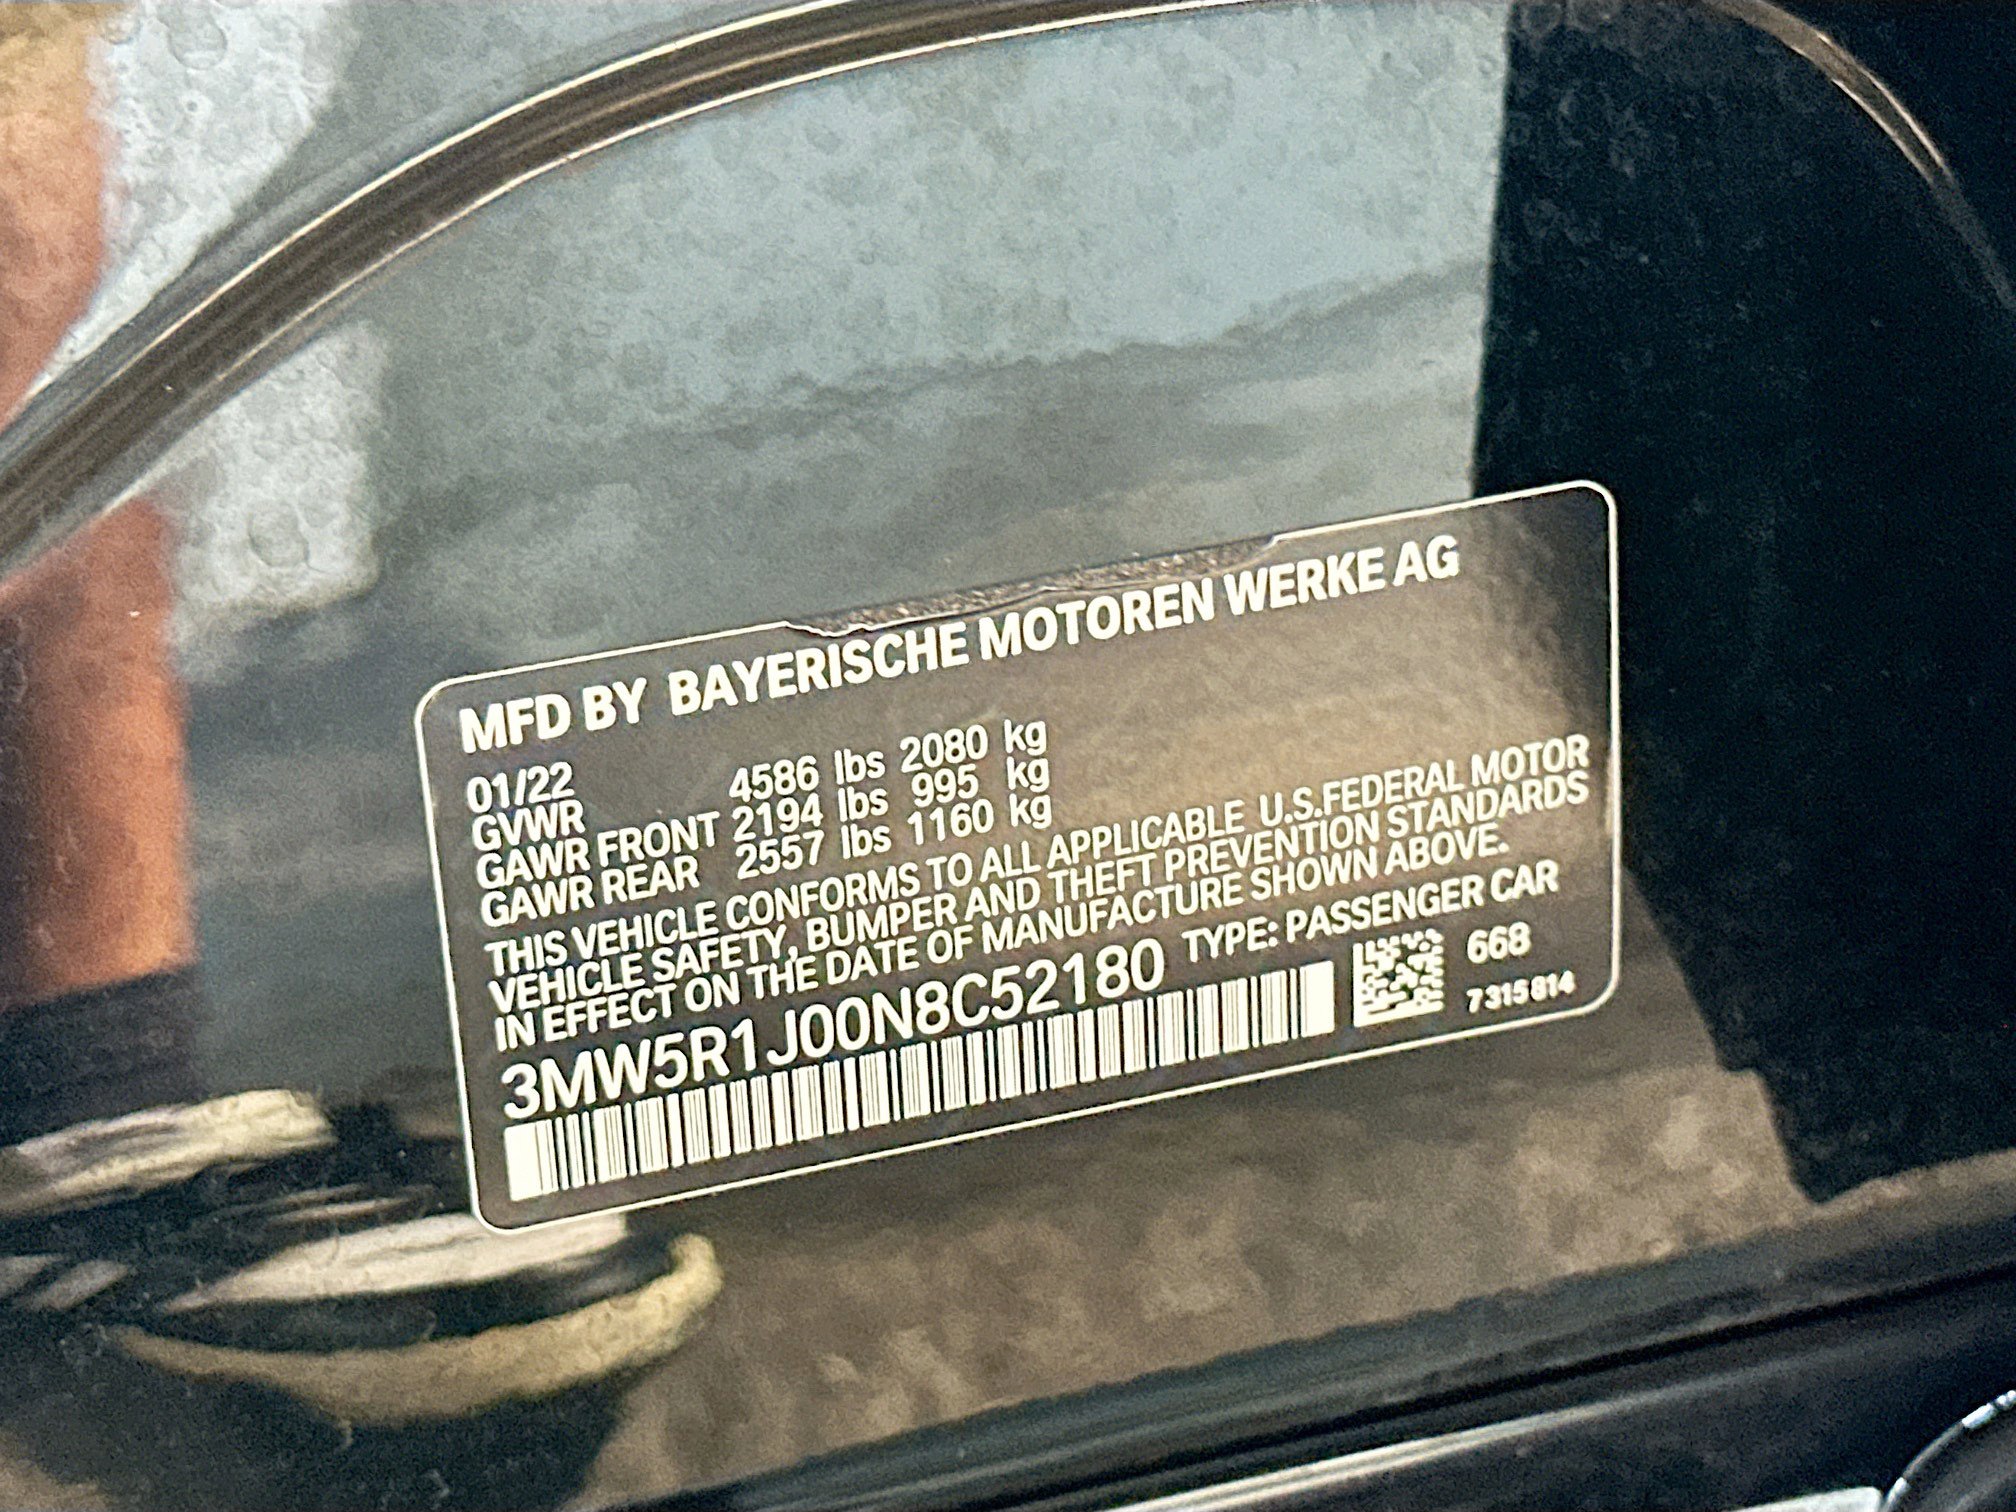 MFD BY BAYERISCHE MOTOREN WERKE AG
01/22
GVWR 4586 lbs 2080 kg
GAWR FRONT 2194 lbs 995 kg
GAWR REAR 2557 lbs 1160 kg
THIS VEHICLE CONFORMS TO ALL APPLICABLE U.S.FEDERAL MOTOR
VEHICLE SAFETY, BUMPER AND THEFT PREVENTION STANDARDS
IN EFFECT ON THE DATE OF MANUFACTURE SHOWN ABOVE.
3MW5R1J00N8C52180 TYPE: PASSENGER CAR
668
7315814